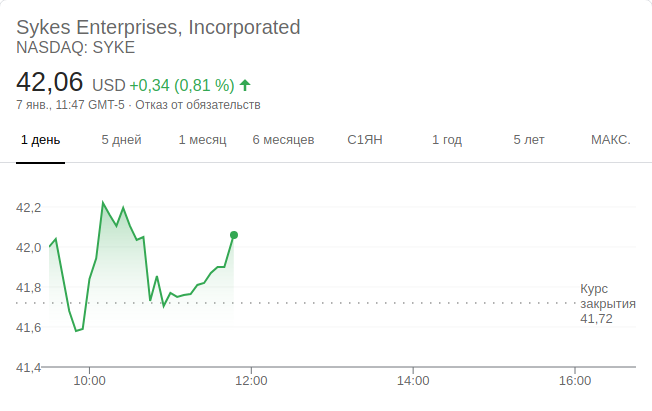 Sykes Enterprises, Incorporated
NASDAQ: SYKE
42,06 USD +0,34 (0,81 %)
7 янв., 11:47 GMT-5 · Отказ от обязательств
1 день 5 дней 1 месяц 6 месяцев С1ЯН 1 год 5 лет МАКС.
42,2
42,0
41,8
Курс
закрытия
41,72
41,6
41,4
10:00 12:00 14:00 16:00